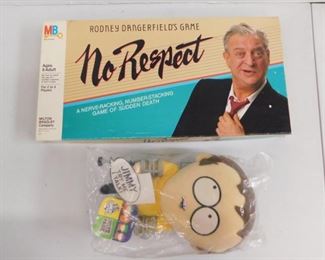 MB
RODNEY DANGERFIELD'S GAME
No Respect
Ages
8-Adult
For 2 to 4
Players
A NERVE-RACKING, NUMBER-STACKING
GAME OF SUDDEN DEATH
MILTON
BRADLEY
Company
JIMMY